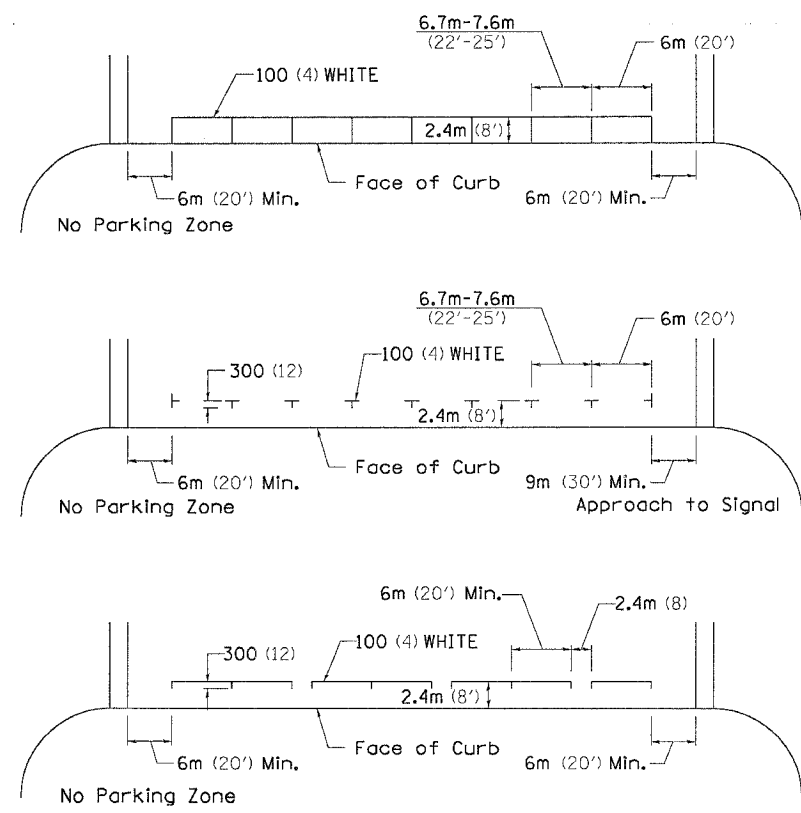 6.7m-7.6m
(22'-25')
6m (20')
100 (4) WHITE
2.4m (8')
Face of Curb
6m (20') Min.
6m (20') Min.
No Parking Zone
6.7m-7.6m
(22'-25')
6m (20')
100 (4) WHITE
300 (12)
2.4m (8')
Face of Curb
6m (20') Min.
9m (30') Min.
No Parking Zone
Approach to Signal
6m (20') Min.
2.4m (8)
100 (4) WHITE
300 (12)
2.4m (8')
Face of Curb
6m (20') Min.
6m (20') Min.
No Parking Zone